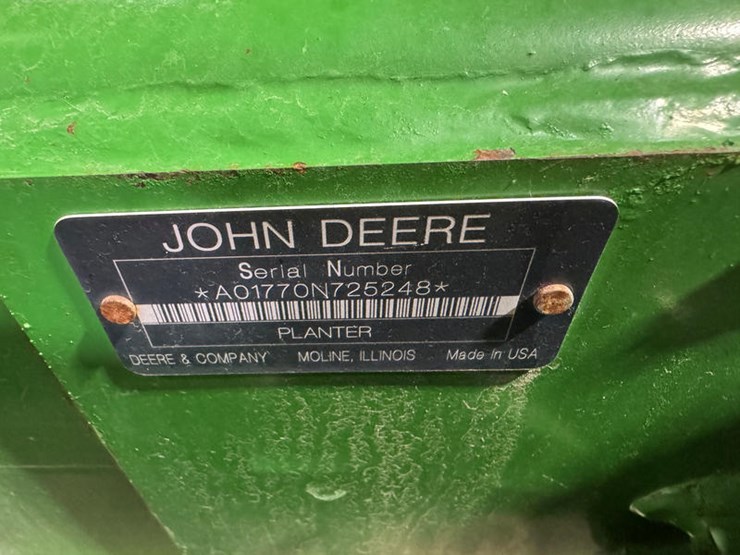 JOHN DEERE
Serial Number
*A01770N725248*
PLANTER
DEERE & COMPANY MOLINE, ILLINOIS Made In USA